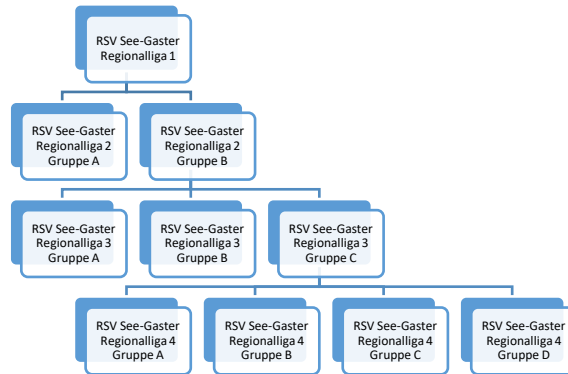 RSV See-Gaster
Regionalliga 1
RSV See-Gaster
Regionalliga 2
Gruppe A
RSV See-Gaster
Regionalliga 2
Gruppe B
RSV See-Gaster
Regionalliga 3
Gruppe A
RSV See-Gaster
Regionalliga 3
Gruppe B
RSV See-Gaster
Regionalliga 3
Gruppe C
RSV See-Gaster
Regionalliga 4
Gruppe A
RSV See-Gaster
Regionalliga 4
Gruppe B
RSV See-Gaster
Regionalliga 4
Gruppe C
RSV See-Gaster
Regionalliga 4
Gruppe D